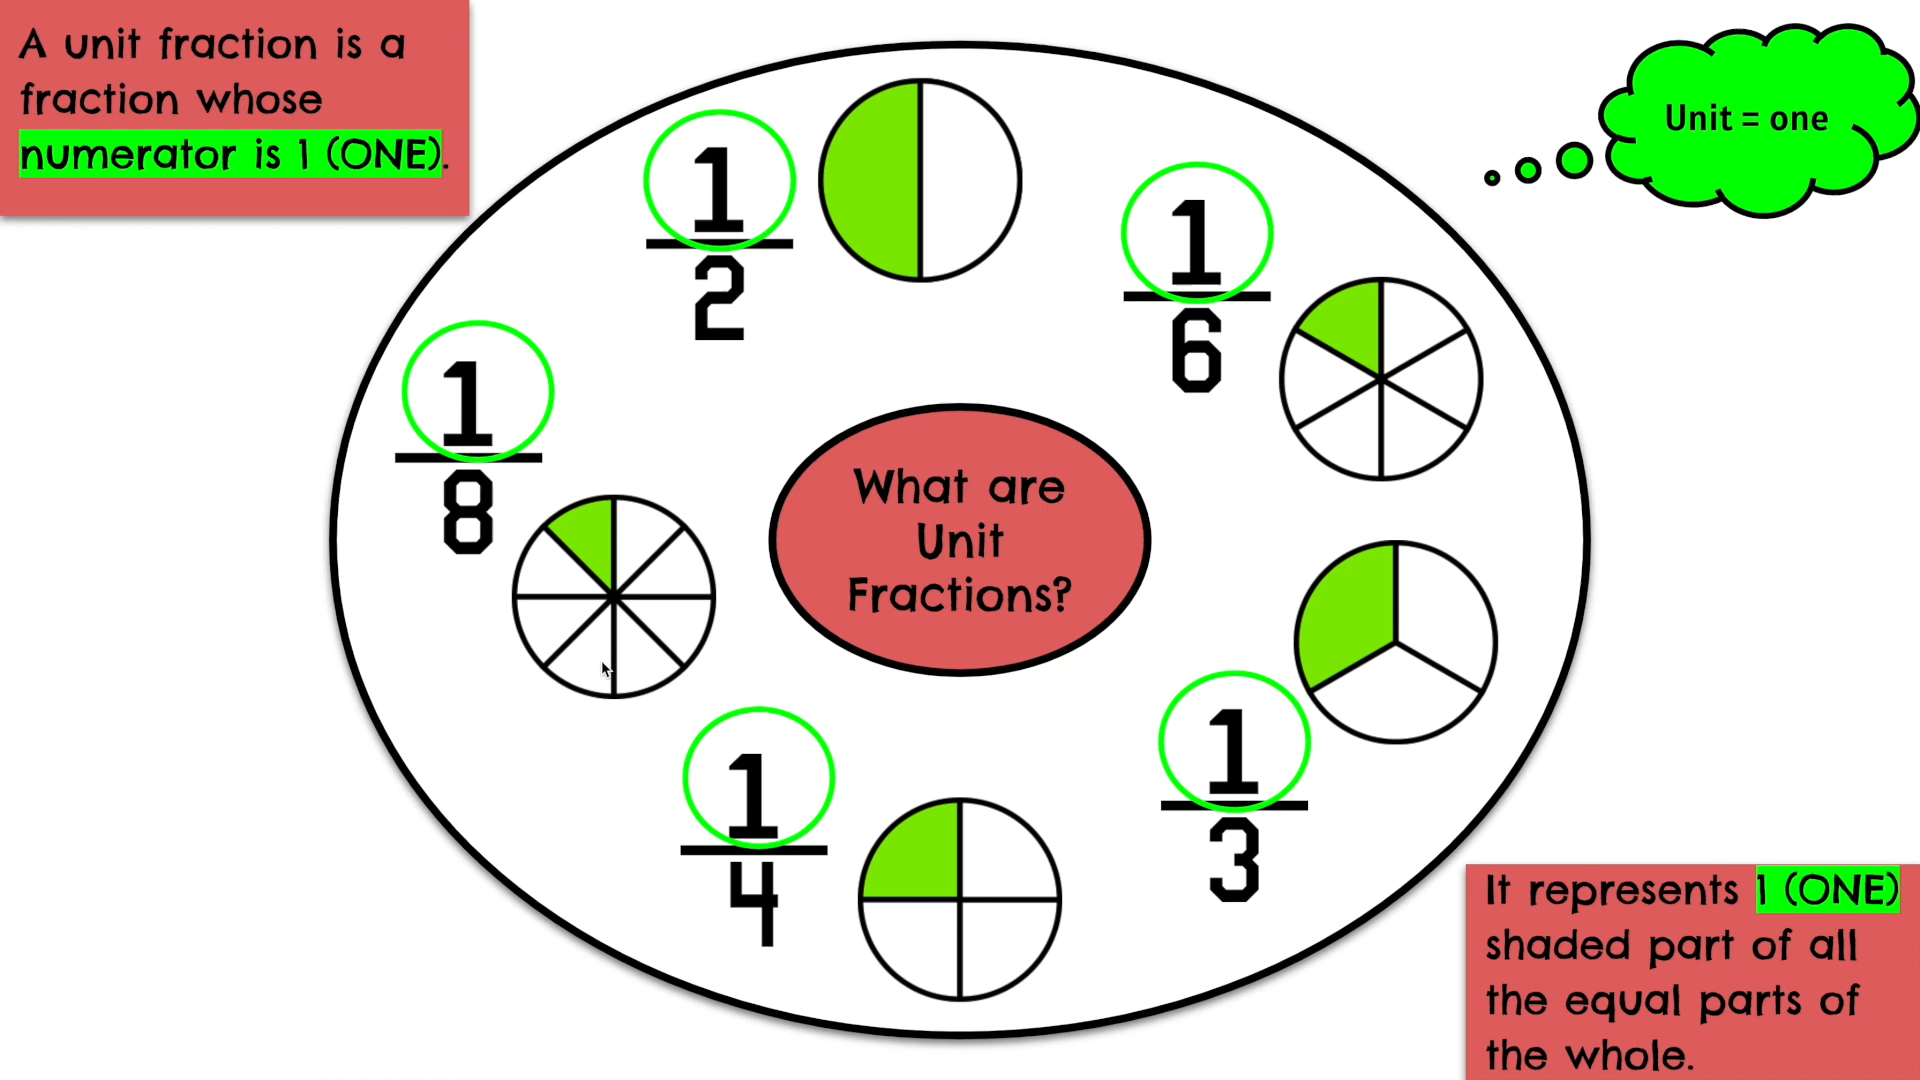 A unit fraction is a
fraction whose
numerator is 1 (ONE).
Unit = one
1
2
1
6
1
8
What are
Unit
Fractions?
1
4
1
3
It represents 1 (ONE)
shaded part of all
the equal parts of
the whole.